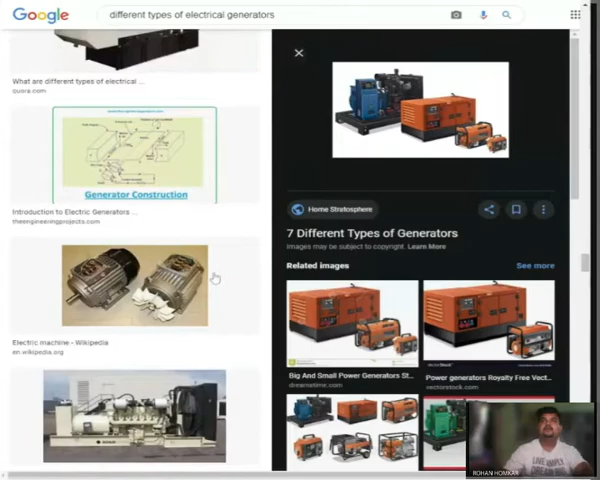 Google
different types of electrical generators
What are different types of electrical ...
quora.com
Generator Construction
Introduction to Electric Generators ...
theengineeringprojects.com
Electric machine - Wikipedia
en.wikipedia.org
Home Stratosphere
7 Different Types of Generators
Images may be subject to copyright. Learn More
Related images
See more
Big And Small Power Generators St...
dreamstime.com
Power generators Royalty Free Vect...
vectorstock.com
ROHAN HOMKAR